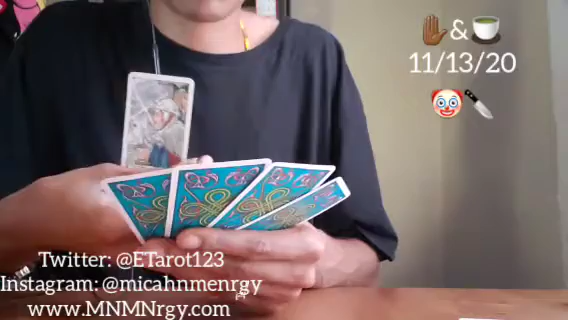 &
11/13/20
Twitter: @ETarot123
Instagram: @micahnmenrgy
www.MNMNrgy.com